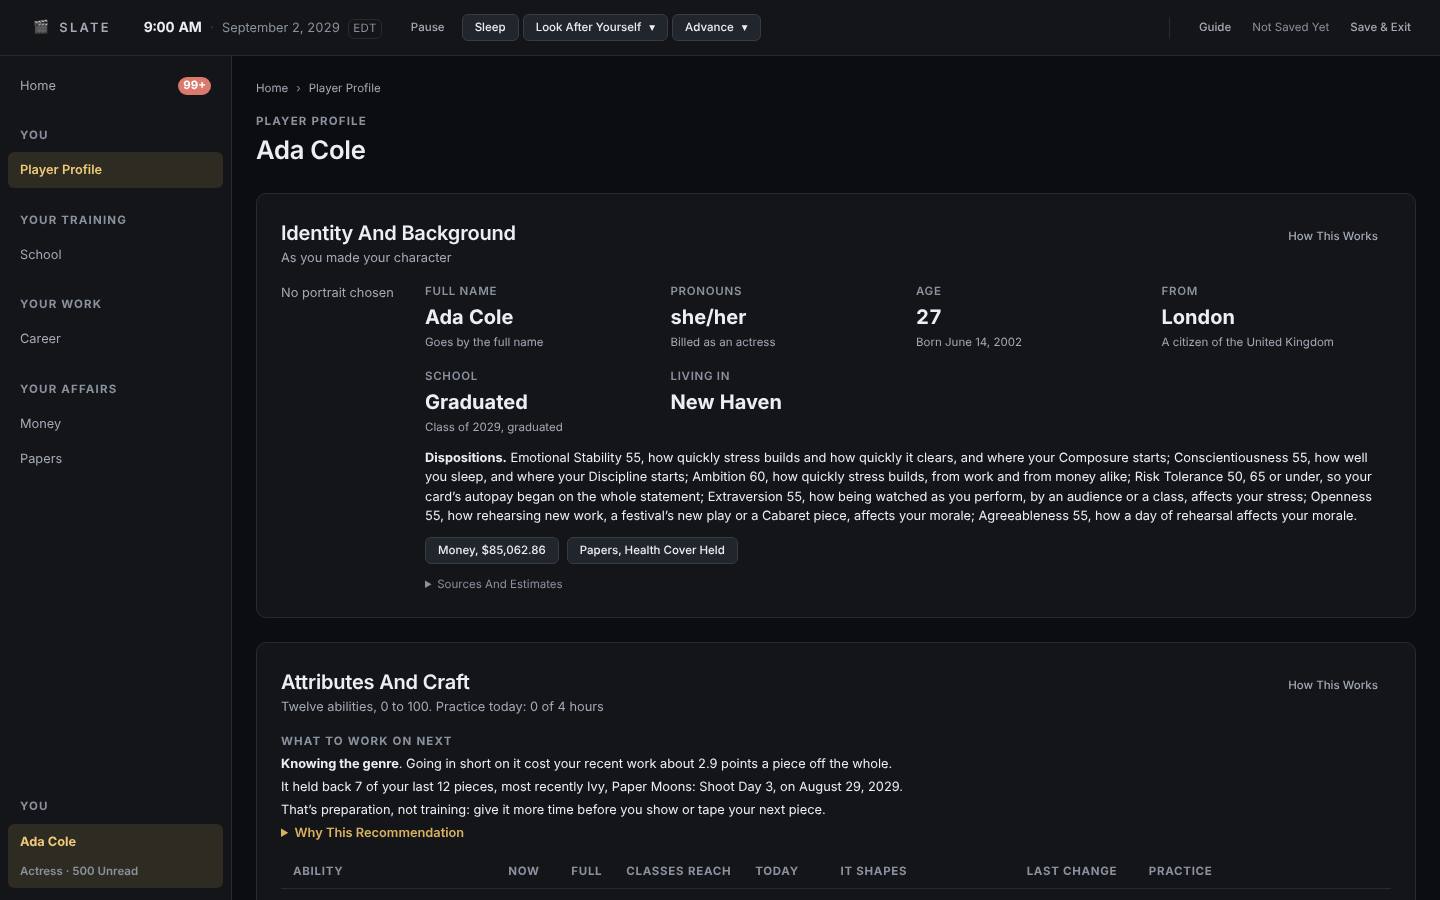 SLATE
9:00 AM · September 2, 2029 EDT
Pause
Sleep
Look After Yourself ▾
Advance ▾
Guide
Not Saved Yet
Save & Exit
Home
99+
YOU
Player Profile
YOUR TRAINING
School
YOUR WORK
Career
YOUR AFFAIRS
Money
Papers
YOU
Ada Cole
Actress · 500 Unread
Home › Player Profile
PLAYER PROFILE
Ada Cole
Identity And Background
How This Works
As you made your character
No portrait chosen
FULL NAME
Ada Cole
Goes by the full name
PRONOUNS
she/her
Billed as an actress
AGE
27
Born June 14, 2002
FROM
London
A citizen of the United Kingdom
SCHOOL
Graduated
Class of 2029, graduated
LIVING IN
New Haven
Dispositions. Emotional Stability 55, how quickly stress builds and how quickly it clears, and where your Composure starts; Conscientiousness 55, how well
you sleep, and where your Discipline starts; Ambition 60, how quickly stress builds, from work and from money alike; Risk Tolerance 50, 65 or under, so your
card's autopay began on the whole statement; Extraversion 55, how being watched as you perform, by an audience or a class, affects your stress; Openness
55, how rehearsing new work, a festival's new play or a Cabaret piece, affects your morale; Agreeableness 55, how a day of rehearsal affects your morale.
Money, $85,062.86
Papers, Health Cover Held
▶ Sources And Estimates
Attributes And Craft
How This Works
Twelve abilities, 0 to 100. Practice today: 0 of 4 hours
WHAT TO WORK ON NEXT
Knowing the genre. Going in short on it cost your recent work about 2.9 points a piece off the whole.
It held back 7 of your last 12 pieces, most recently Ivy, Paper Moons: Shoot Day 3, on August 29, 2029.
That's preparation, not training: give it more time before you show or tape your next piece.
▶ Why This Recommendation
ABILITY NOW FULL CLASSES REACH TODAY IT SHAPES LAST CHANGE PRACTICE